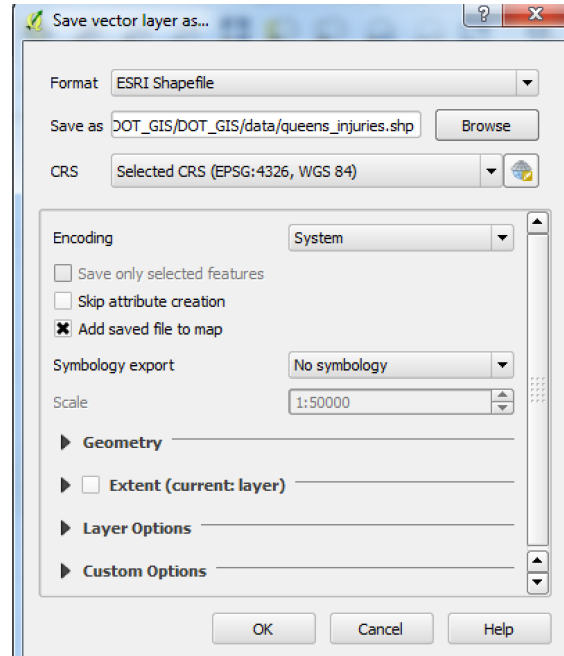 Save vector layer as...
Format ESRI Shapefile
Save as DOT_GIS/DOT_GIS/data/queens_injuries.shp Browse
CRS Selected CRS (EPSG:4326, WGS 84)
Encoding System
Save only selected features
Skip attribute creation
Add saved file to map
Symbology export No symbology
Scale 1:50000
Geometry
Extent (current: layer)
Layer Options
Custom Options
OK Cancel Help